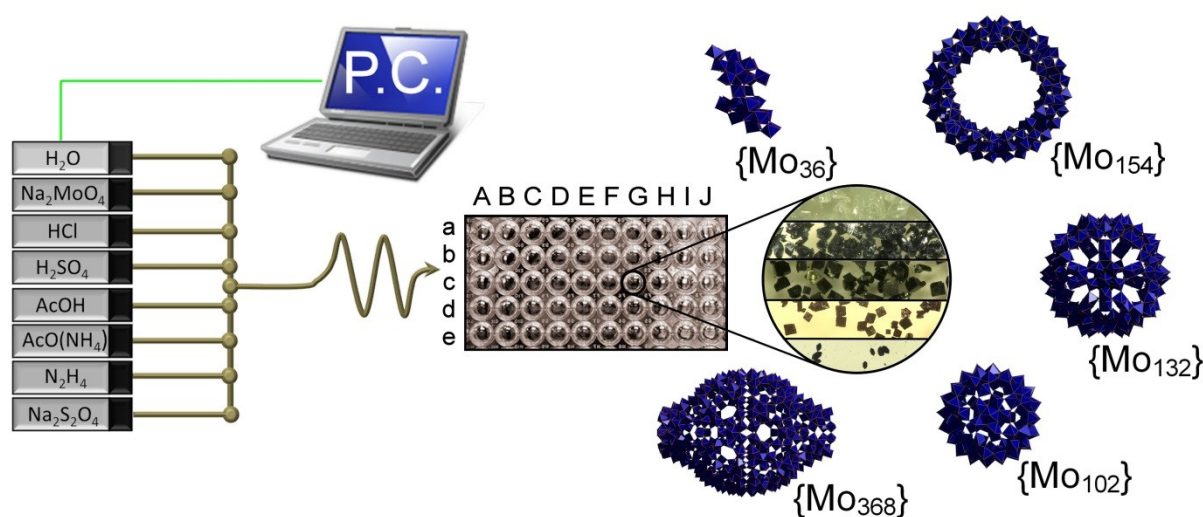 P.C.
H₂O
Na₂MoO₄
HCl
H₂SO₄
AcOH
AcO(NH₄)
N₂H₄
Na₂S₂O₄
A B C D E F G H I J
a
b
c
d
e
{Mo₃₆}
{Mo₁₅₄}
{Mo₁₃₂}
{Mo₁₀₂}
{Mo₃₆₈}